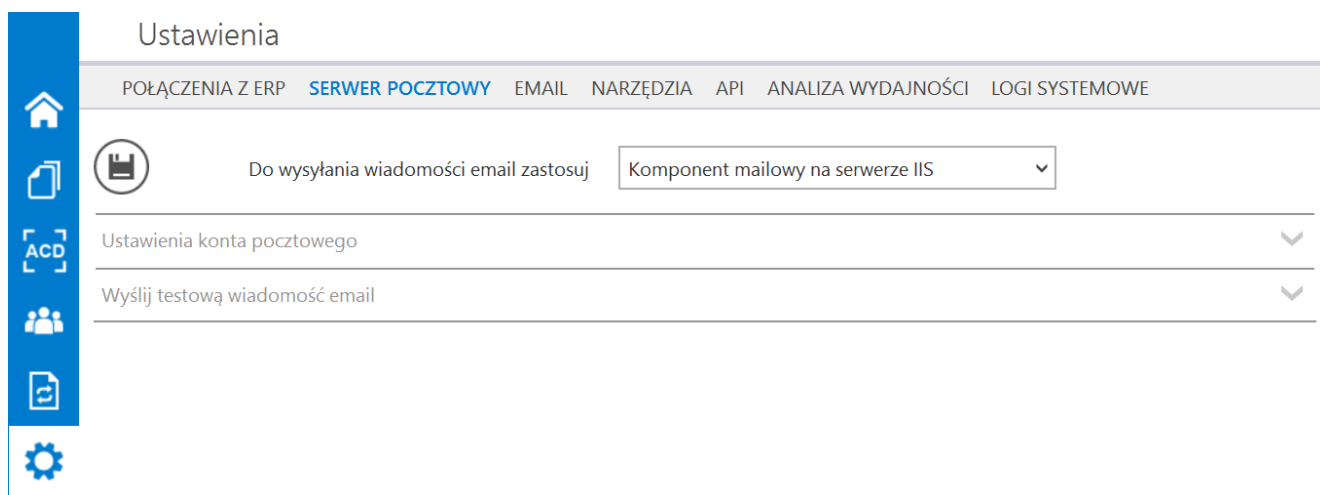 Ustawienia
POŁĄCZENIA Z ERP SERWER POCZTOWY EMAIL NARZĘDZIA API ANALIZA WYDAJNOŚCI LOGI SYSTEMOWE
Do wysyłania wiadomości email zastosuj Komponent mailowy na serwerze IIS
Ustawienia konta pocztowego
ACD
Wyślij testową wiadomość email